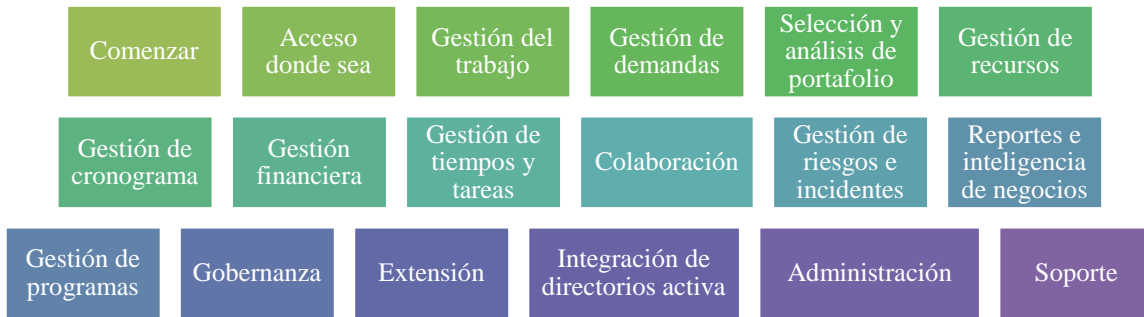 Comenzar
Acceso
donde sea
Gestión del
trabajo
Gestión de
demandas
Selección y
análisis de
portafolio
Gestión de
recursos
Gestión de
cronograma
Gestión
financiera
Gestión de
tiempos y
tareas
Colaboración
Gestión de
riesgos e
incidentes
Reportes e
inteligencia
de negocios
Gestión de
programas
Gobernanza
Extensión
Integración de
directorios activa
Administración
Soporte